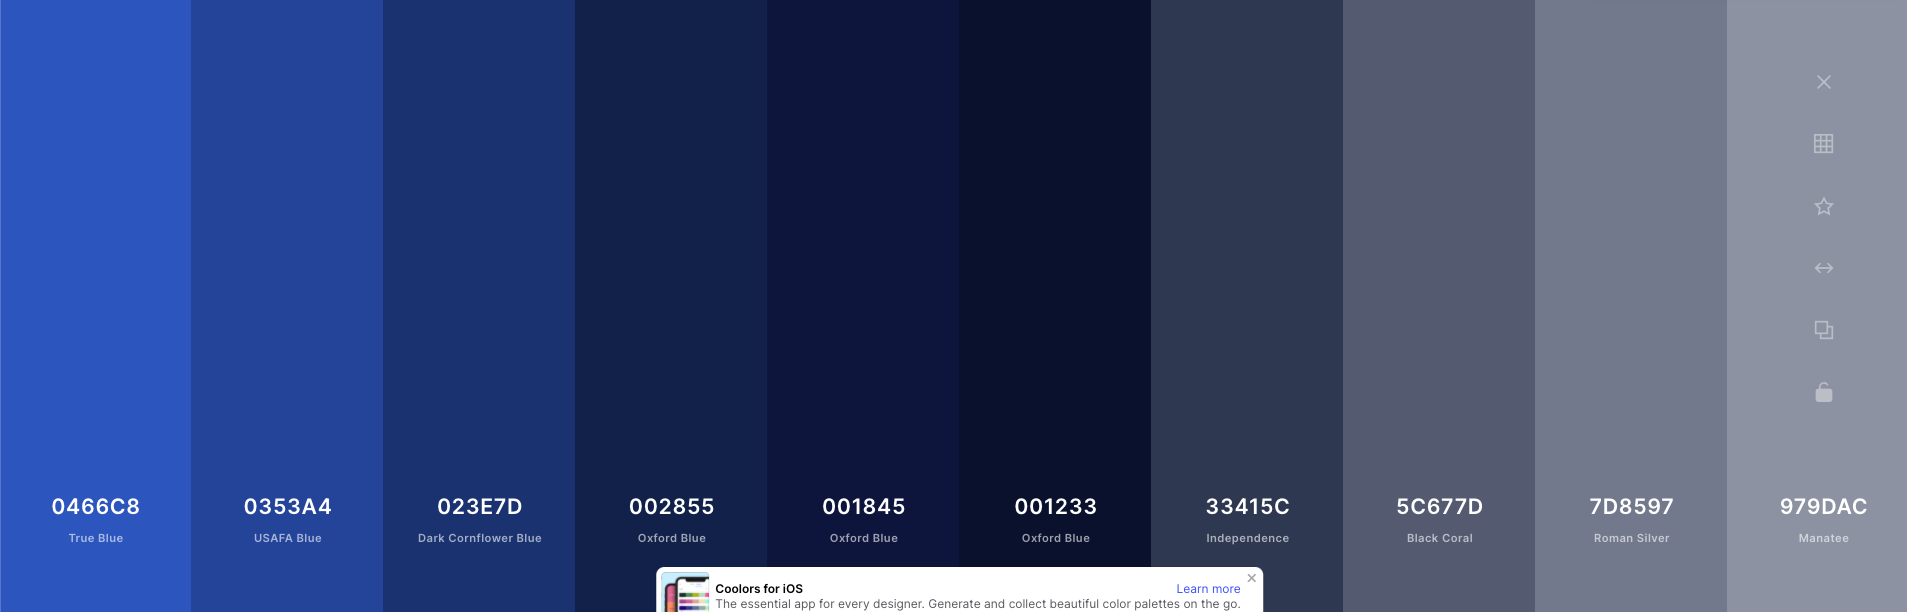 0466C8
True Blue
0353A4
USAFA Blue
023E7D
Dark Cornflower Blue
002855
Oxford Blue
001845
Oxford Blue
001233
Oxford Blue
33415C
Independence
5C677D
Black Coral
7D8597
Roman Silver
979DAC
Manatee
Coolors for iOS
Learn more
The essential app for every designer. Generate and collect beautiful color palettes on the go.